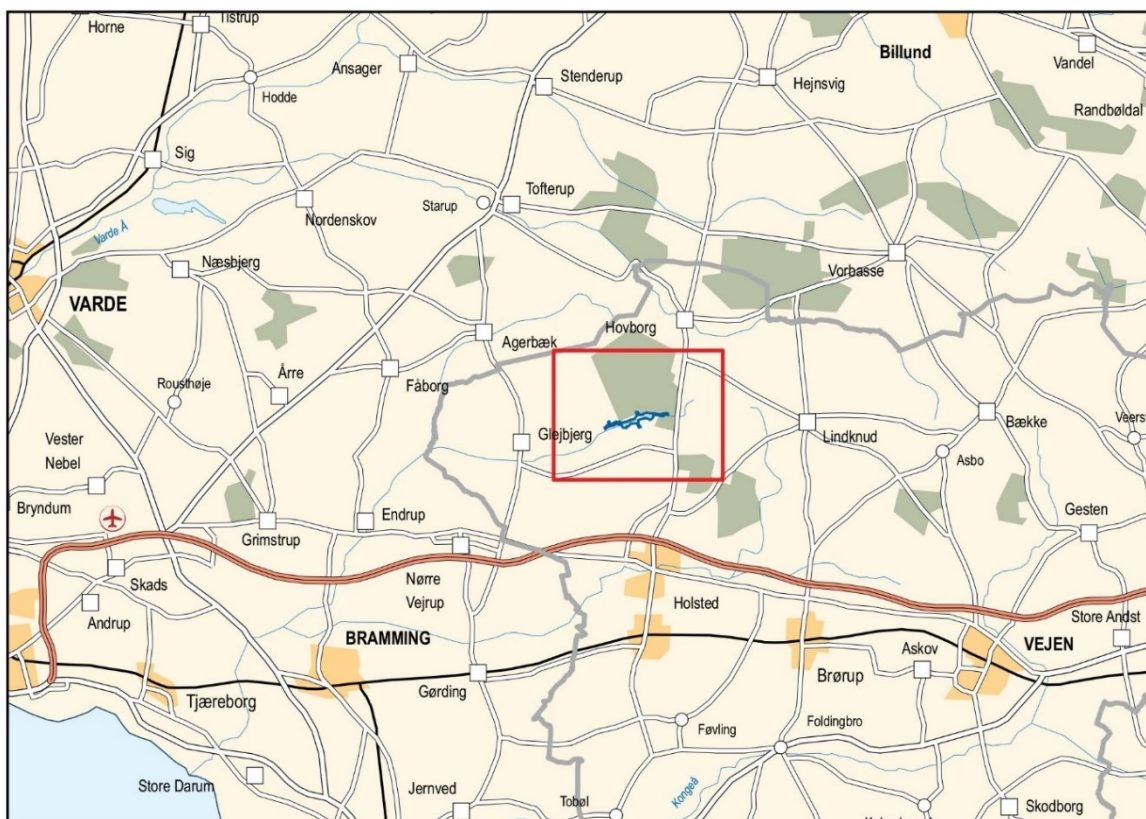 Tistrup
Horne
Billund
Ansager
Vandel
Stenderup
Hejnsvig
Hodde
Randbøldal
Sig
Tofterup
Starup
Nordenskov
Varde Å
Næsbjerg
Vorbasse
VARDE
Hovborg
Agerbæk
Årre
Fåborg
Rousthøje
Vester
Nebel
Glejbjerg
Lindknud
Bække
Asbo
Bryndum
Endrup
Gesten
Grimstrup
Skads
Nørre
Vejrup
Holsted
Andrup
BRAMMING
Store Andst
VEJEN
Askov
Brørup
Gørding
Tjæreborg
Føvling
Foldingbro
Store Darum
Jernved
Tobøl
Kongeå
Skodborg